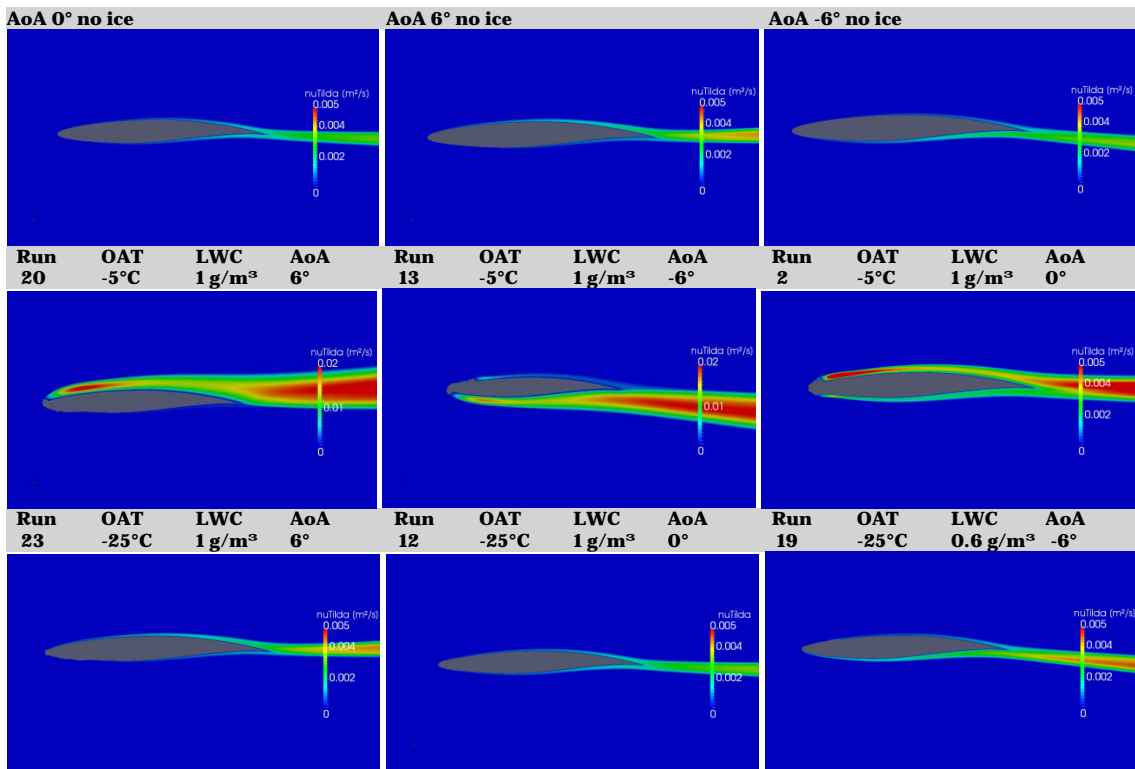 AoA 0° no ice AoA 6° no ice AoA -6° no ice
nuTilda (m²/s)
0.005
0.004
0.002
0
nuTilda (m²/s)
0.005
0.004
0.002
0
nuTilda (m²/s)
0.005
0.004
0.002
0
Run OAT LWC AoA Run OAT LWC AoA Run OAT LWC AoA
20 -5°C 1 g/m³ 6° 13 -5°C 1 g/m³ -6° 2 -5°C 1 g/m³ 0°
nuTilda (m²/s)
0.02
0.01
0
nuTilda (m²/s)
0.02
0.01
0
nuTilda (m²/s)
0.005
0.004
0.002
0
Run OAT LWC AoA Run OAT LWC AoA Run OAT LWC AoA
23 -25°C 1 g/m³ 6° 12 -25°C 1 g/m³ 0° 19 -25°C 0.6 g/m³ -6°
nuTilda (m²/s)
0.005
0.004
0.002
0
nuTilda
0.005
0.004
0.002
0
nuTilda (m²/s)
0.005
0.004
0.002
0